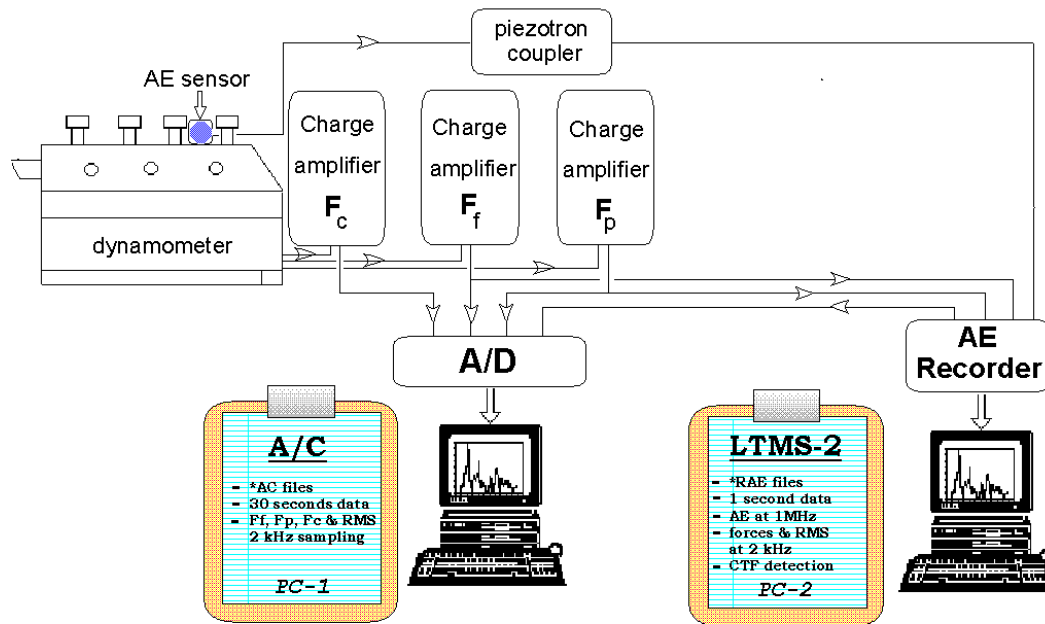 piezotron
coupler
AE sensor
Charge
amplifier
Fc
Charge
amplifier
Ff
Charge
amplifier
Fp
dynamometer
A/D
AE
Recorder
A/C
- *AC files
- 30 seconds data
- Ff, Fp, Fc & RMS
2 kHz sampling
PC-1
LTMS-2
- *RAE files
- 1 second data
- AE at 1MHz
- forces & RMS
at 2 kHz
- CTF detection
PC-2